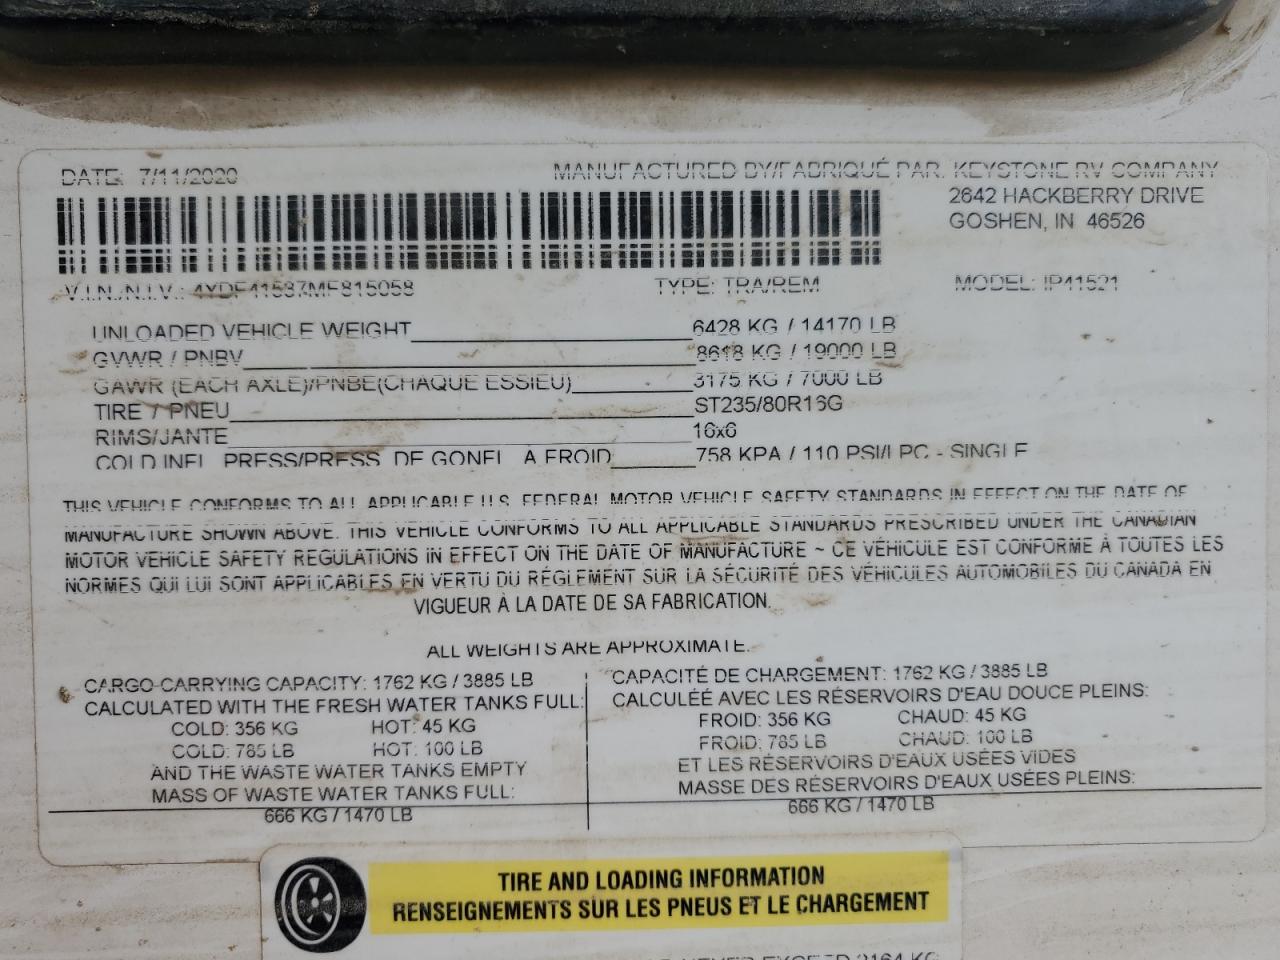 DATE: 7/11/2020
MANUFACTURED BY/FABRIQUÉ PAR. KEYSTONE RV COMPANY
2642 HACKBERRY DRIVE
GOSHEN, IN 46526
V.I.N./N.I.V.: 4YDF41537MF815058 TYPE: TRA/REM MODEL: IP41521
UNLOADED VEHICLE WEIGHT 6428 KG / 14170 LB
GVWR / PNBV 8618 KG / 19000 LB
GAWR (EACH AXLE)/PNBE(CHAQUE ESSIEU) 3175 KG / 7000 LB
TIRE / PNEU ST235/80R16G
RIMS/JANTE 16x6
COLD INFL. PRESS/PRESS. DE GONFL. A FROID 758 KPA / 110 PSI/LPC - SINGLE
THIS VEHICLE CONFORMS TO ALL APPLICABLE U.S. FEDERAL MOTOR VEHICLE SAFETY STANDARDS IN EFFECT ON THE DATE OF
MANUFACTURE SHOWN ABOVE. THIS VEHICLE CONFORMS TO ALL APPLICABLE STANDARDS PRESCRIBED UNDER THE CANADIAN
MOTOR VEHICLE SAFETY REGULATIONS IN EFFECT ON THE DATE OF MANUFACTURE ~ CE VÉHICULE EST CONFORME À TOUTES LES
NORMES QUI LUI SONT APPLICABLES EN VERTU DU RÉGLEMENT SUR LA SÉCURITÉ DES VÉHICULES AUTOMOBILES DU CANADA EN
VIGUEUR À LA DATE DE SA FABRICATION.
ALL WEIGHTS ARE APPROXIMATE.
CARGO CARRYING CAPACITY: 1762 KG / 3885 LB
CALCULATED WITH THE FRESH WATER TANKS FULL:
COLD: 356 KG HOT: 45 KG
COLD: 785 LB HOT: 100 LB
AND THE WASTE WATER TANKS EMPTY
MASS OF WASTE WATER TANKS FULL:
666 KG / 1470 LB
CAPACITÉ DE CHARGEMENT: 1762 KG / 3885 LB
CALCULÉÉ AVEC LES RÉSERVOIRS D'EAU DOUCE PLEINS:
FROID: 356 KG CHAUD: 45 KG
FROID: 785 LB CHAUD: 100 LB
ET LES RÉSERVOIRS D'EAUX USÉES VIDES
MASSE DES RÉSERVOIRS D'EAUX USÉES PLEINS:
666 KG / 1470 LB
TIRE AND LOADING INFORMATION
RENSEIGNEMENTS SUR LES PNEUS ET LE CHARGEMENT
EXCEED 2164 KG